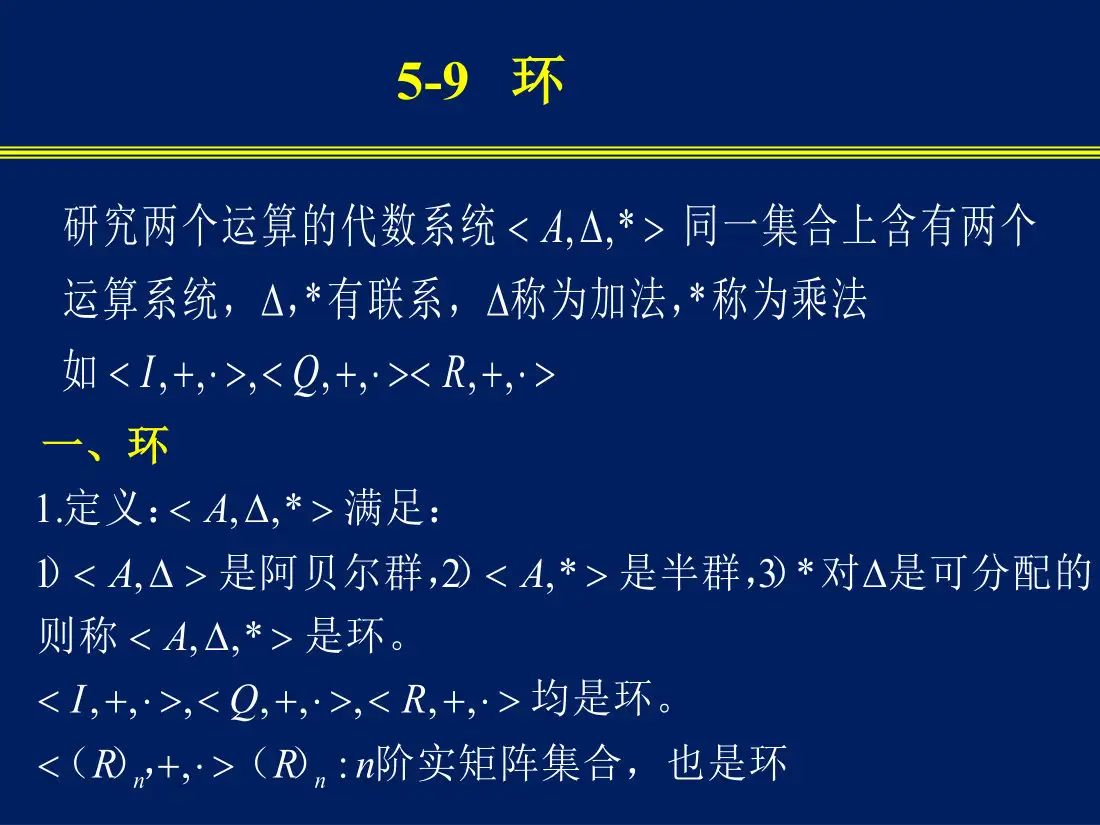 5-9 环
研究两个运算的代数系统< A,Δ,* > 同一集合上含有两个
运算系统，Δ,*有联系，Δ称为加法,*称为乘法
如< I,+,· >,< Q,+,· >< R,+,· >
一、环
1.定义：< A,Δ,* >满足：
1)< A,Δ >是阿贝尔群,2)< A,* >是半群,3)*对Δ是可分配的
则称< A,Δ,* >是环。
< I,+,· >,< Q,+,· >,< R,+,· >均是环。
<（R)ₙ,+,· >（R)ₙ :n阶实矩阵集合，也是环